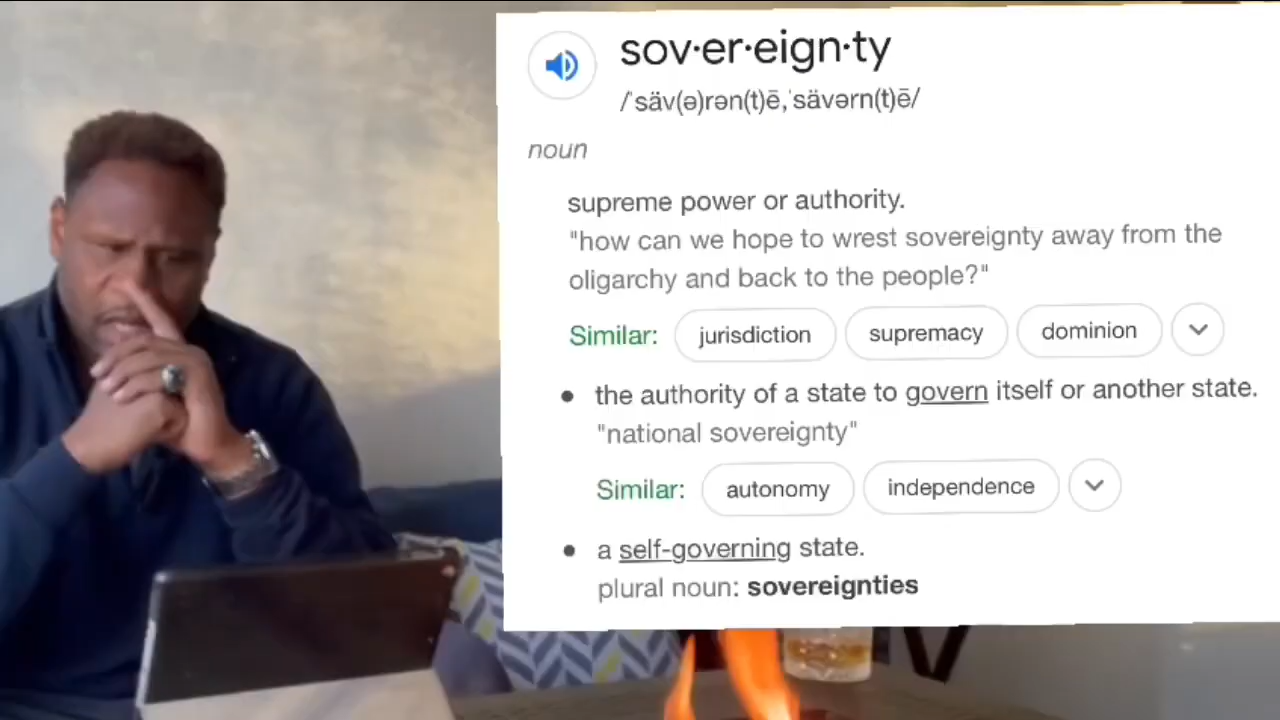 sov·er·eign·ty
/ˈsäv(ə)rən(t)ē,ˈsävərn(t)ē/
noun
supreme power or authority.
"how can we hope to wrest sovereignty away from the
oligarchy and back to the people?"
Similar: jurisdiction supremacy dominion
the authority of a state to govern itself or another state.
"national sovereignty"
Similar: autonomy independence
a self-governing state.
plural noun: sovereignties